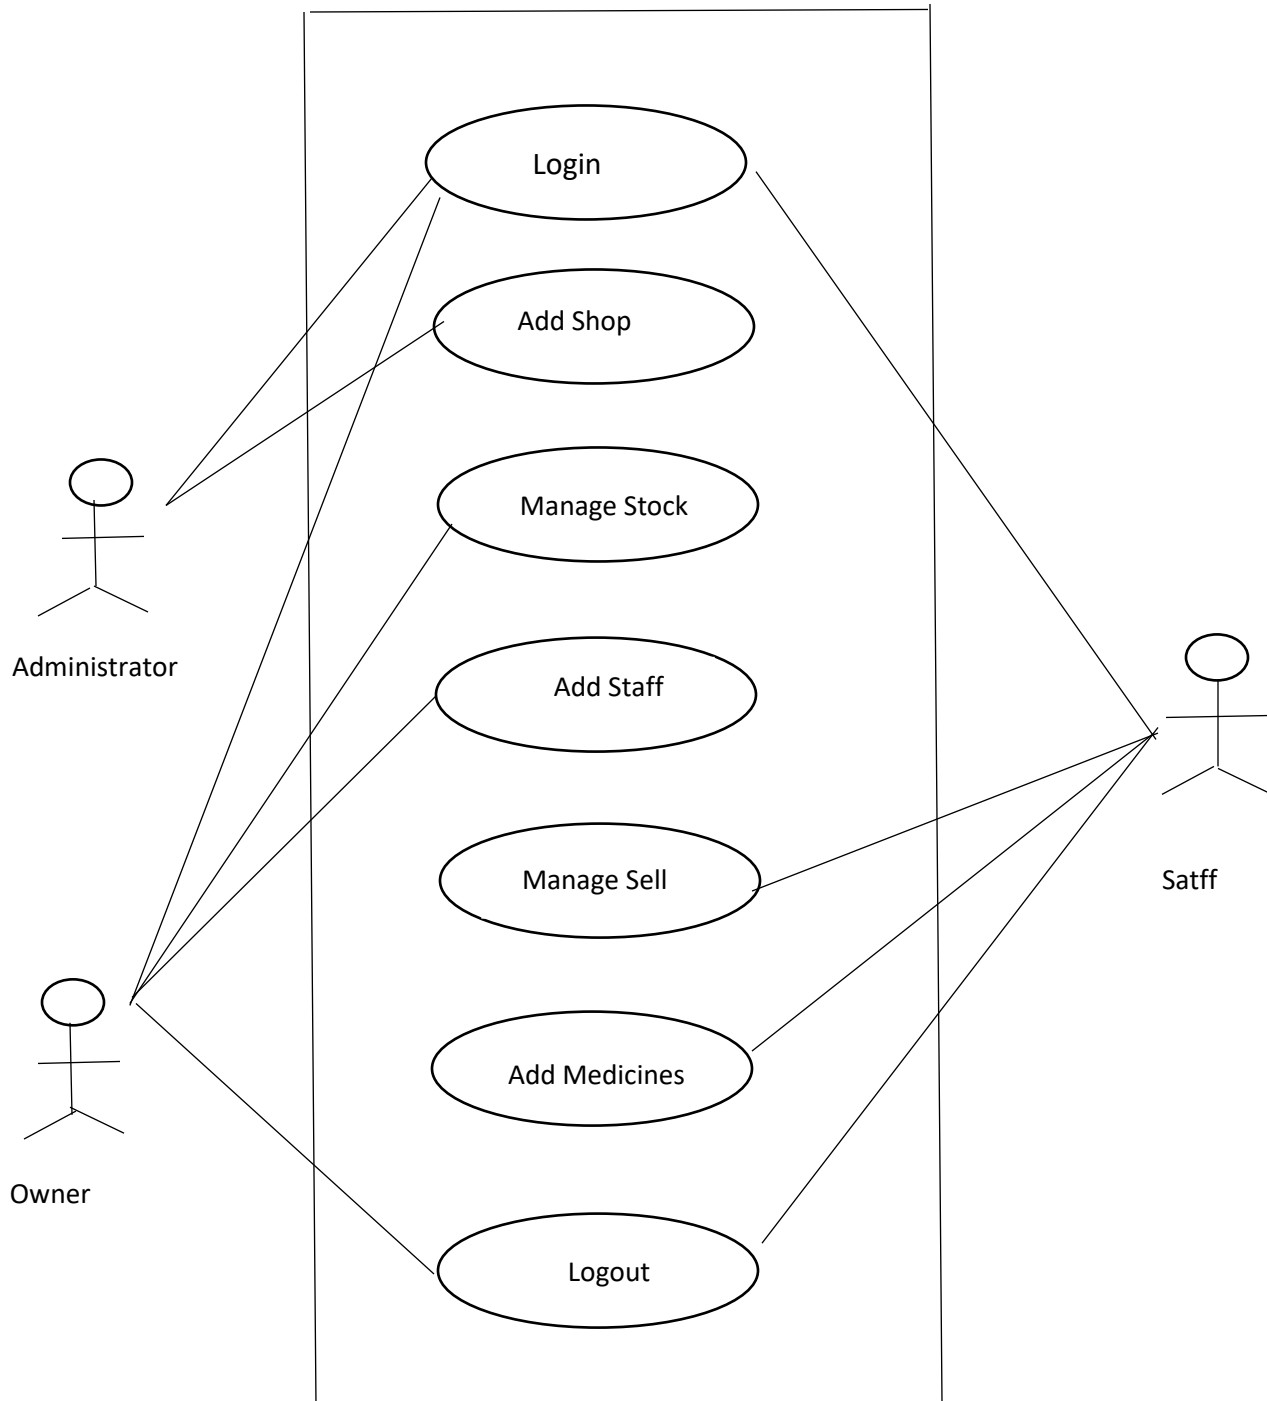 Login
Add Shop
Manage Stock
Administrator
Add Staff
Manage Sell
Satff
Add Medicines
Owner
Logout